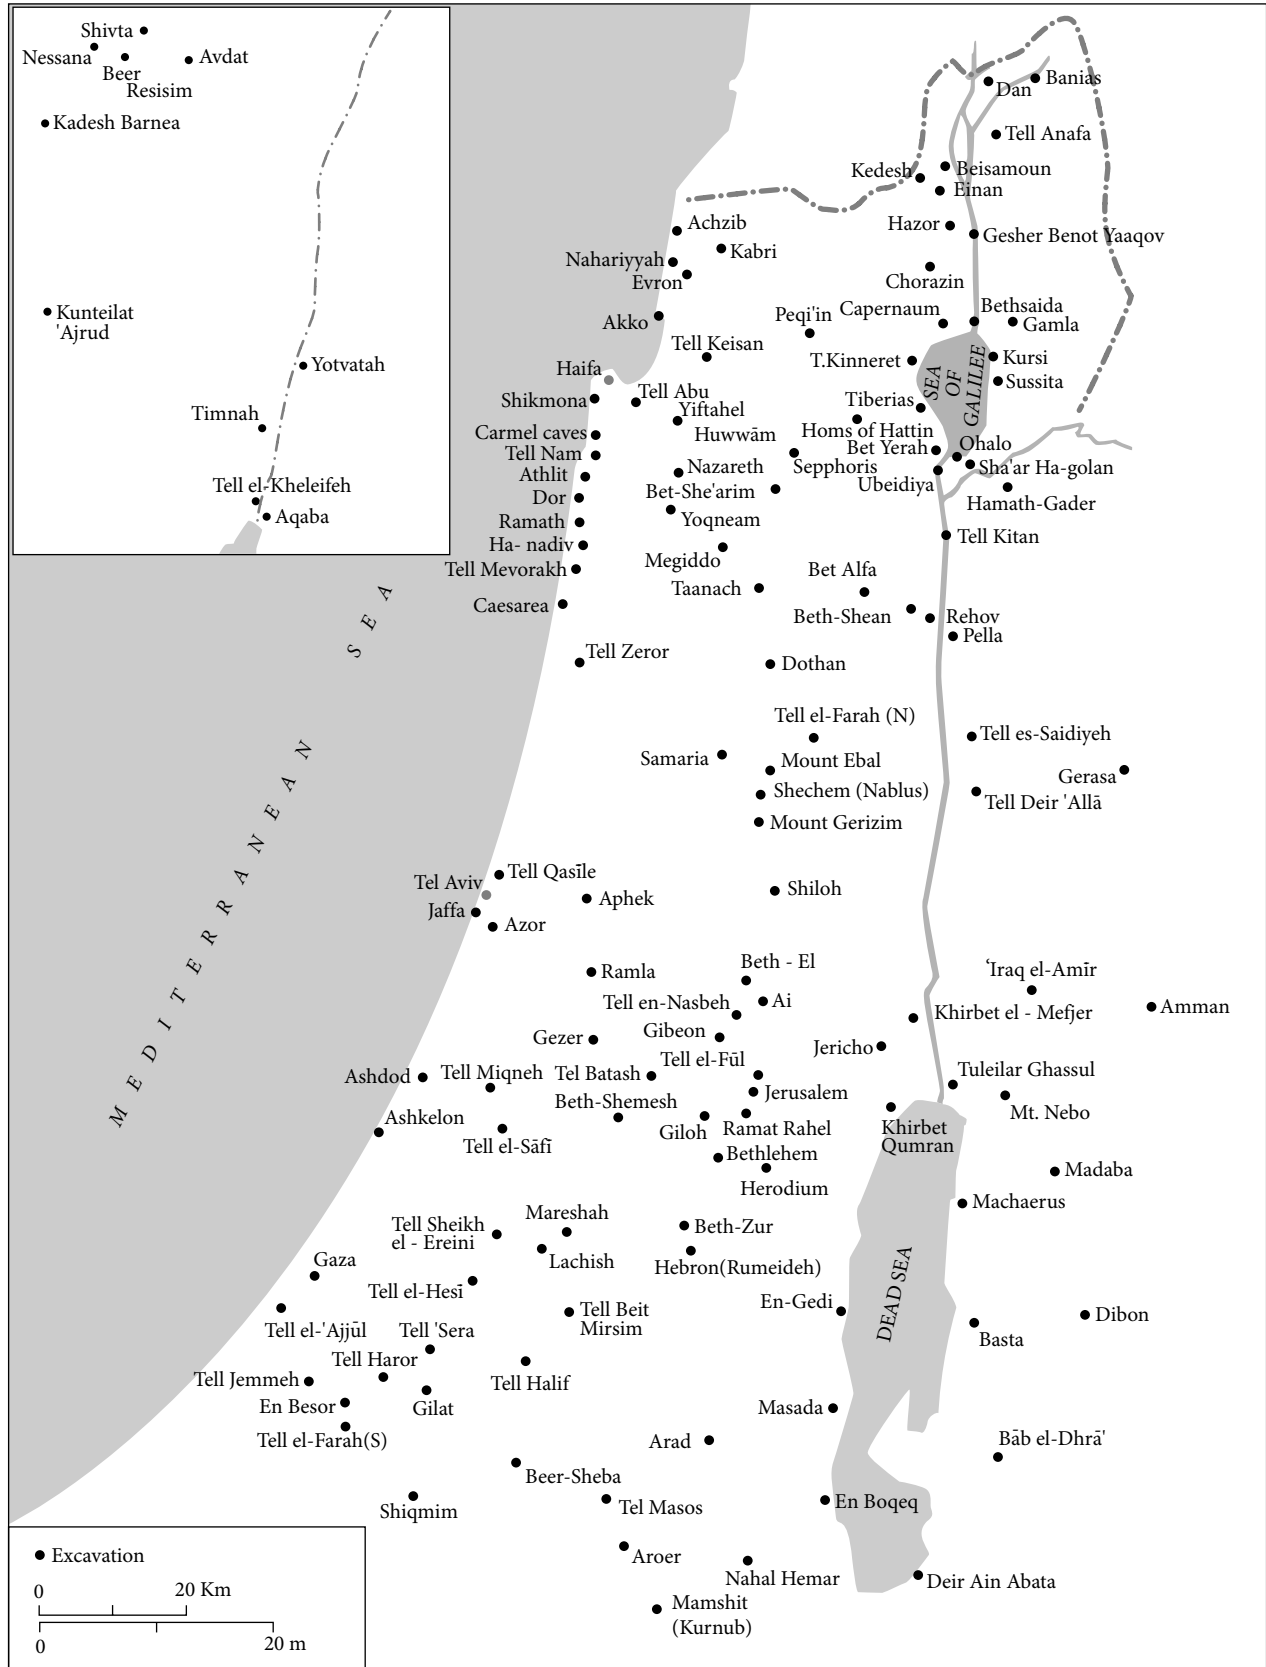 Shivta
Nessana
Beer
Resisim
Avdat
Kadesh Barnea
Kunteilat
'Ajrud
Yotvatah
Timnah
Tell el-Kheleifeh
Aqaba
Dan
Banias
Tell Anafa
Kedesh
Beisamoun
Einan
Achzib
Hazor
Gesher Benot Yaaqov
Kabri
Nahariyyah
Evron
Chorazin
Akko
Peqi'in
Capernaum
Bethsaida
Gamla
Tell Keisan
T.Kinneret
Kursi
Haifa
SEA
OF
GALILEE
Sussita
Shikmona
Tell Abu
Yiftahel
Huwwām
Tiberias
Homs of Hattin
Carmel caves
Tell Nam
Bet Yerah
Ohalo
Athlit
Nazareth
Sepphoris
Sha'ar Ha-golan
Ubeidiya
Dor
Bet-She'arim
Hamath-Gader
Ramath
Yoqneam
Ha- nadiv
Tell Kitan
Megiddo
Tell Mevorakh
Taanach
Bet Alfa
Caesarea
Beth-Shean
Rehov
Pella
MEDITERRANEAN SEA
Tell Zeror
Dothan
Tell el-Farah (N)
Tell es-Saidiyeh
Samaria
Mount Ebal
Gerasa
Shechem (Nablus)
Tell Deir 'Allā
Mount Gerizim
Tell Qasīle
Tel Aviv
Shiloh
Aphek
Jaffa
Azor
Beth - El
Ramla
ʻIraq el-Amīr
Ai
Tell en-Nasbeh
Amman
Khirbet el - Mefjer
Gibeon
Gezer
Jericho
Tell el-Fūl
Ashdod
Tell Miqneh
Tel Batash
Tuleilar Ghassul
Jerusalem
Beth-Shemesh
Mt. Nebo
Ashkelon
Giloh
Ramat Rahel
Khirbet
Qumran
Tell el-Sāfī
Bethlehem
Madaba
Herodium
Machaerus
Mareshah
Tell Sheikh
el - Ereini
Beth-Zur
Lachish
Hebron(Rumeideh)
Gaza
Tell el-Hesī
DEAD SEA
En-Gedi
Tell Beit
Mirsim
Dibon
Tell el-'Ajjūl
Tell 'Sera
Basta
Tell Haror
Tell Jemmeh
Tell Halif
En Besor
Gilat
Masada
Tell el-Farah(S)
Arad
Bāb el-Dhrā'
Beer-Sheba
Shiqmim
Tel Masos
En Boqeq
Aroer
Nahal Hemar
Deir Ain Abata
Mamshit
(Kurnub)
Excavation
0 20 Km
0 20 m